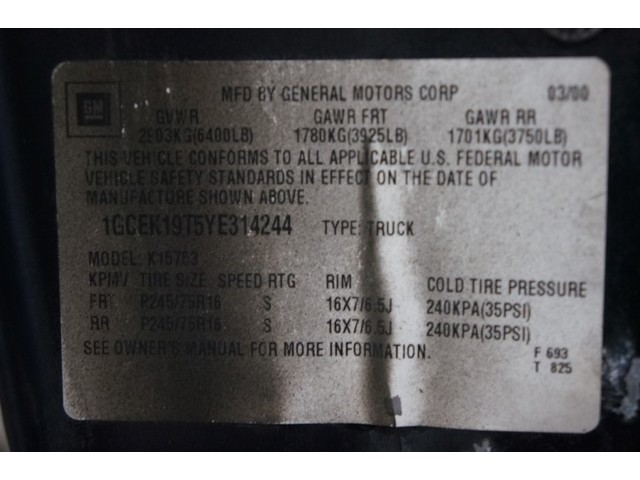 GM
MFD BY GENERAL MOTORS CORP 03/00
GVWR GAWR FRT GAWR RR
2903KG(6400LB) 1780KG(3925LB) 1701KG(3750LB)
THIS VEHICLE CONFORMS TO ALL APPLICABLE U.S. FEDERAL MOTOR
VEHICLE SAFETY STANDARDS IN EFFECT ON THE DATE OF
MANUFACTURE SHOWN ABOVE.
1GCEK19T5YE314244 TYPE: TRUCK
MODEL: K15753
KPMV TIRE SIZE SPEED RTG RIM COLD TIRE PRESSURE
FRT P245/75R16 S 16X7/6.5J 240KPA(35PSI)
RR P245/75R16 S 16X7/6.5J 240KPA(35PSI)
SEE OWNER'S MANUAL FOR MORE INFORMATION.
F 693
T 825